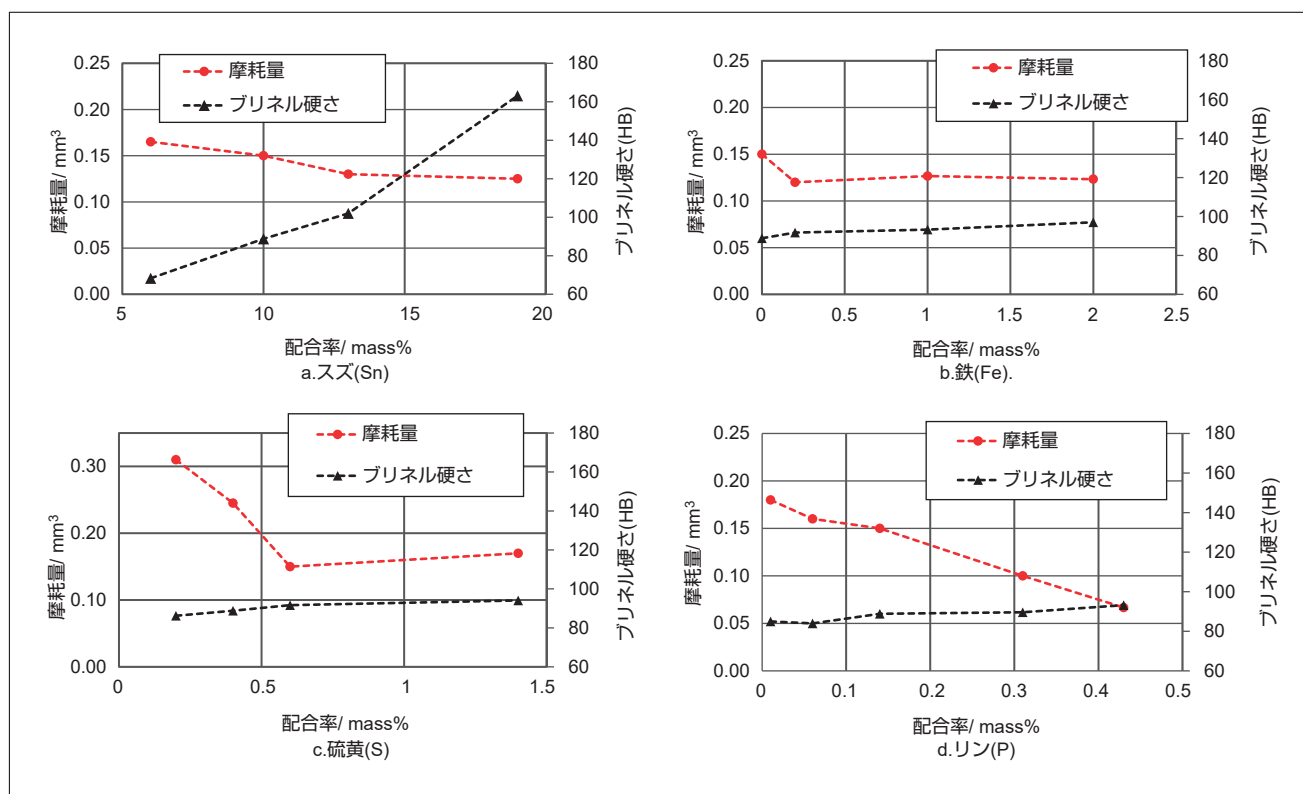 摩耗量
ブリネル硬さ
0.25
0.20
0.15
0.10
0.05
0.00
摩耗量/ mm³
180
160
140
120
100
80
60
ブリネル硬さ(HB)
5
10
15
20
配合率/ mass%
a.スズ(Sn)
摩耗量
ブリネル硬さ
0.25
0.20
0.15
0.10
0.05
0.00
摩耗量/ mm³
180
160
140
120
100
80
60
ブリネル硬さ(HB)
0
0.5
1
1.5
2
2.5
配合率/ mass%
b.鉄(Fe).
摩耗量
ブリネル硬さ
0.30
0.20
0.10
0.00
摩耗量/ mm³
180
160
140
120
100
80
60
ブリネル硬さ(HB)
0
0.5
1
1.5
配合率/ mass%
c.硫黄(S)
摩耗量
ブリネル硬さ
0.25
0.20
0.15
0.10
0.05
0.00
摩耗量/ mm³
180
160
140
120
100
80
60
ブリネル硬さ(HB)
0
0.1
0.2
0.3
0.4
0.5
配合率/ mass%
d.リン(P)